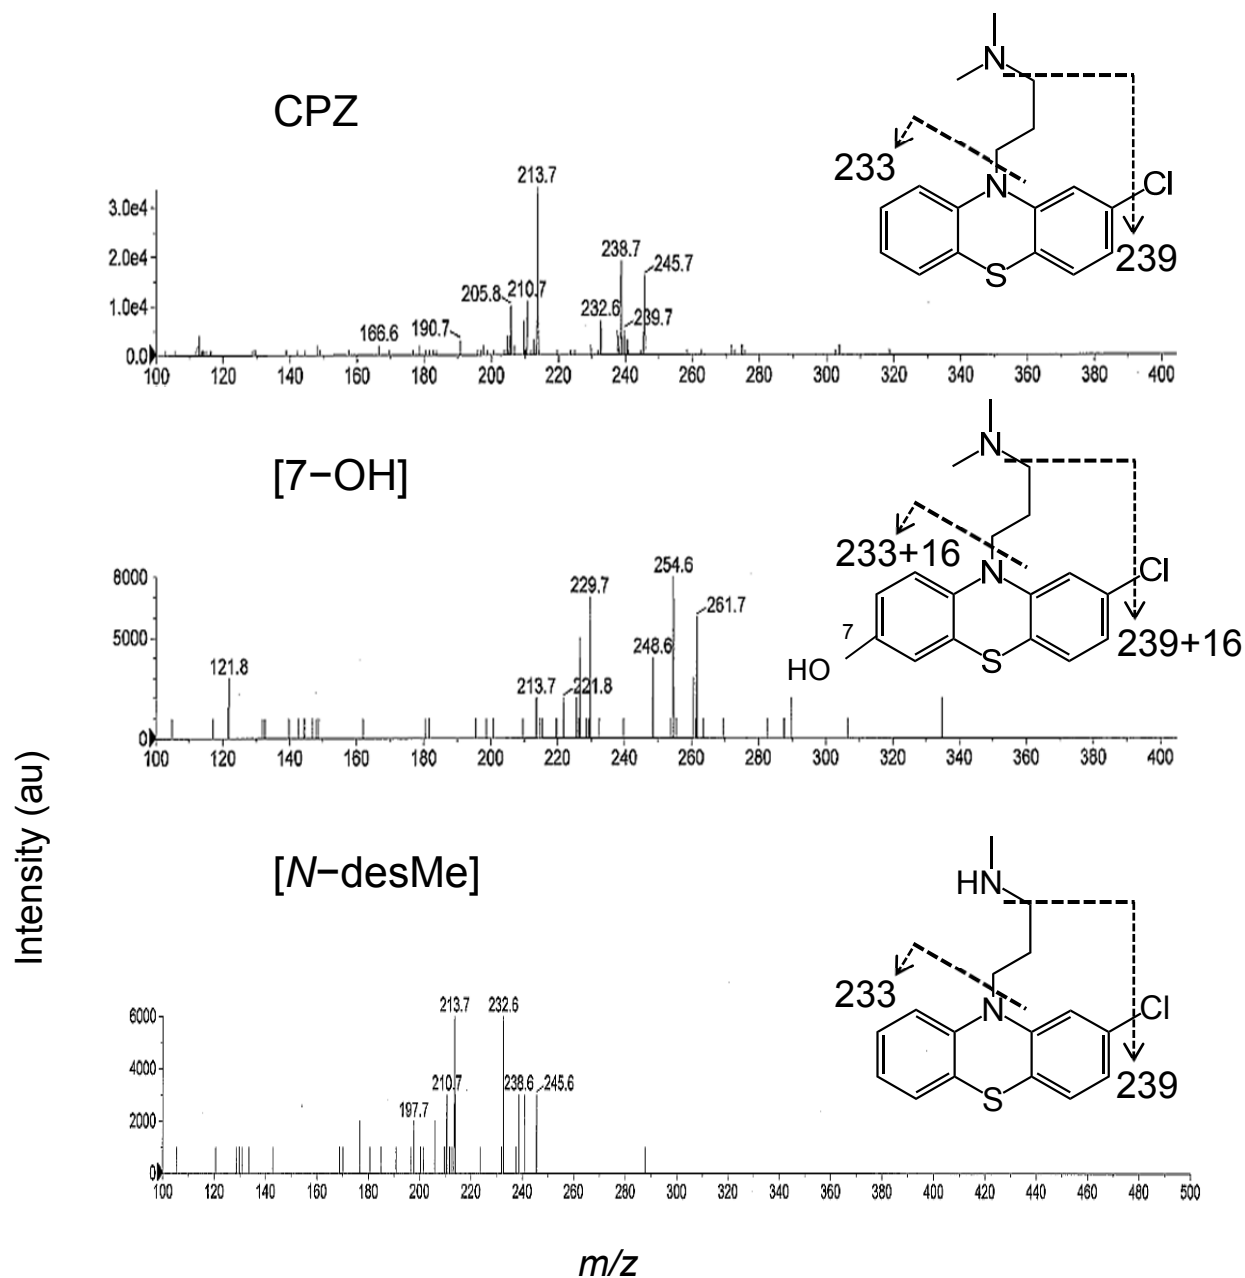 CPZ
N
233
N
Cl
S
239
213.7
238.7
245.7
205.8
210.7
232.6
239.7
166.6
190.7
3.0e4
2.0e4
1.0e4
0.0
100 120 140 160 180 200 220 240 260 280 300 320 340 360 380 400
[7−OH]
N
233+16
N
Cl
7
HO
S
239+16
254.6
229.7
261.7
248.6
121.8
213.7
221.8
8000
5000
0
100 120 140 160 180 200 220 240 260 280 300 320 340 360 380 400
[N−desMe]
HN
233
N
Cl
S
239
213.7 232.6
210.7 238.6 245.6
197.7
6000
4000
2000
0
100 120 140 160 180 200 220 240 260 280 300 320 340 360 380 400 420 440 460 480 500
Intensity (au)
m/z